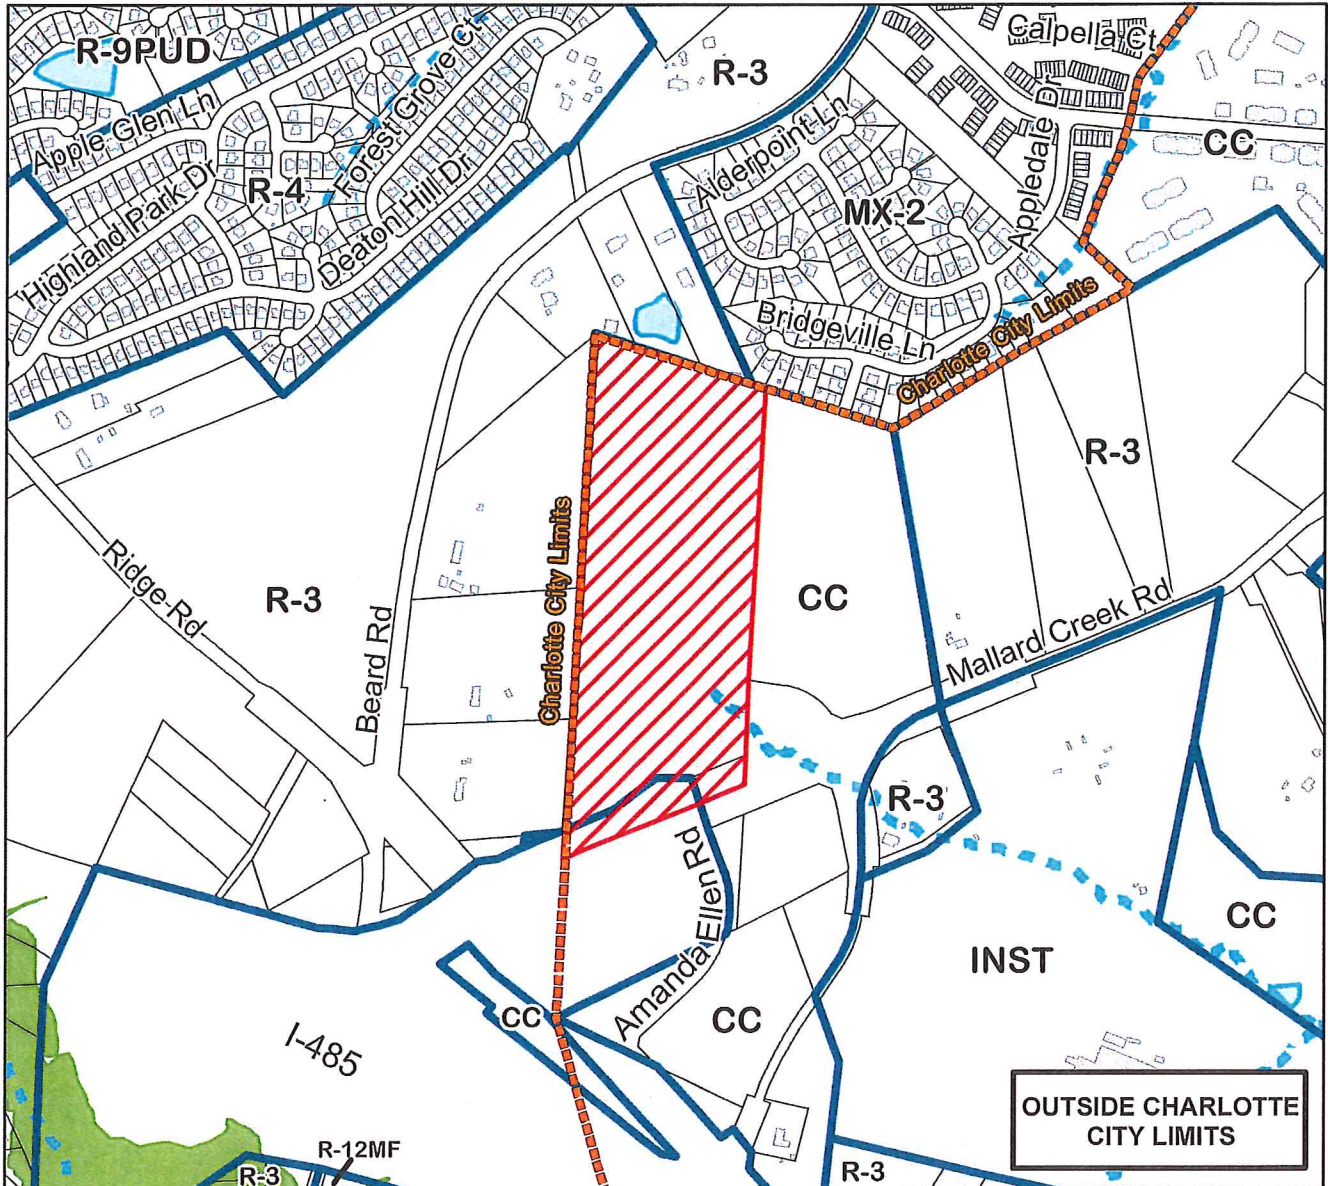 R-9PUD
Calpella Ct
R-3
Forest Grove Ct
Apple Glen Ln
Alderpoint Ln
Appledale Dr
CC
R-4
Highland Park Dr
MX-2
Deaton Hill Dr
Bridgeville Ln
Charlotte City Limits
R-3
Ridge Rd
R-3
Beard Rd
Charlotte City Limits
CC
Mallard Creek Rd
R-3
Amanda Ellen Rd
CC
INST
CC
CC
I-485
OUTSIDE CHARLOTTE
CITY LIMITS
R-12MF
R-3
R-3